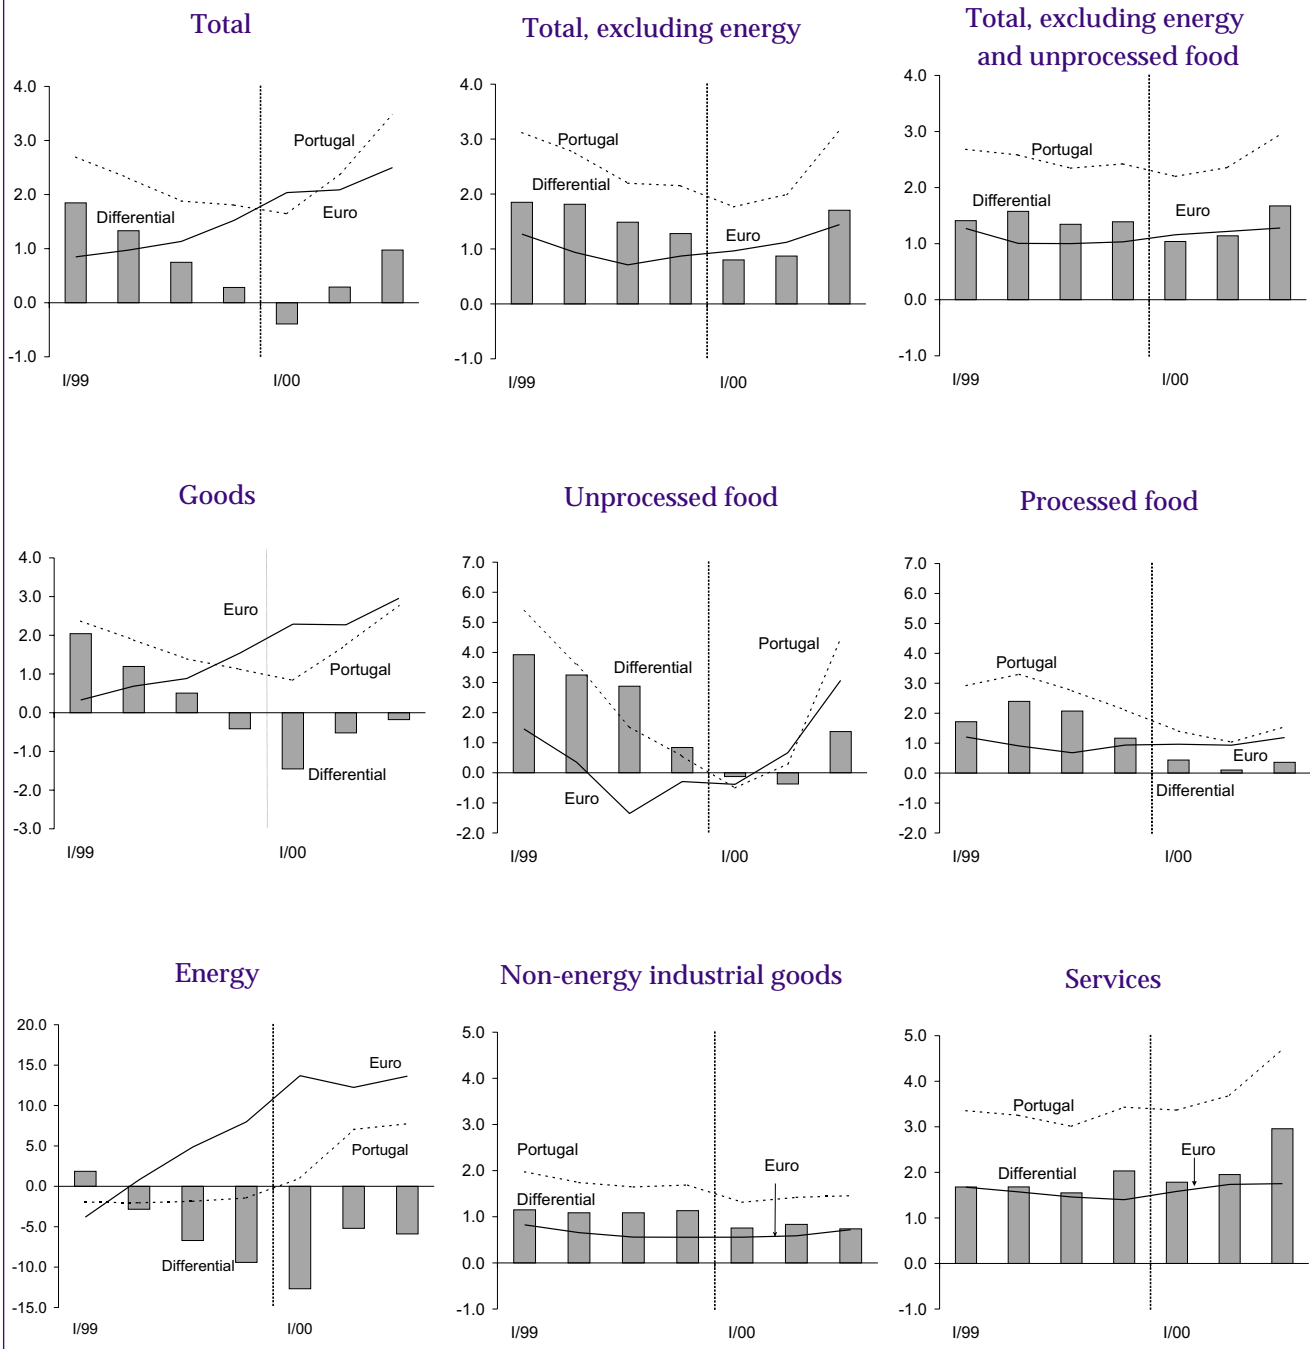 Total
4.0
3.0
2.0
1.0
0.0
-1.0
Portugal
Differential
Euro
I/99
I/00
Total, excluding energy
4.0
3.0
2.0
1.0
0.0
-1.0
Portugal
Differential
Euro
I/99
I/00
Total, excluding energy
and unprocessed food
4.0
3.0
2.0
1.0
0.0
-1.0
Portugal
Differential
Euro
I/99
I/00
Goods
4.0
3.0
2.0
1.0
0.0
-1.0
-2.0
-3.0
Euro
Portugal
Differential
I/99
I/00
Unprocessed food
7.0
6.0
5.0
4.0
3.0
2.0
1.0
0.0
-1.0
-2.0
Portugal
Differential
Euro
I/99
I/00
Processed food
7.0
6.0
5.0
4.0
3.0
2.0
1.0
0.0
-1.0
-2.0
Portugal
Euro
Differential
I/99
I/00
Energy
20.0
15.0
10.0
5.0
0.0
-5.0
-10.0
-15.0
Euro
Portugal
Differential
I/99
I/00
Non-energy industrial goods
5.0
4.0
3.0
2.0
1.0
0.0
-1.0
Portugal
Euro
Differential
I/99
I/00
Services
5.0
4.0
3.0
2.0
1.0
0.0
-1.0
Portugal
Euro
Differential
I/99
I/00